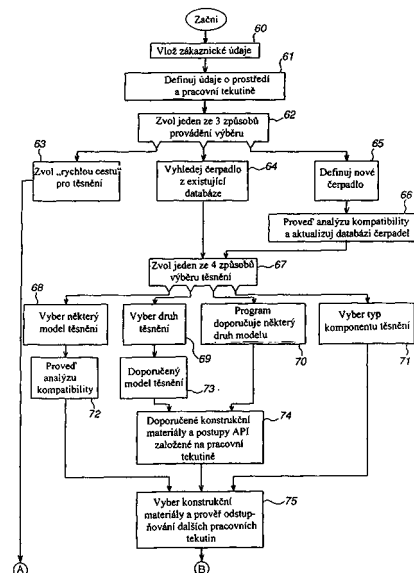 Začni
60
Vlož zákaznické údaje
61
Definuj údaje o prostředí
a pracovní tekutině
62
Zvol jeden ze 3 způsobů
provádění výběru
63
Zvol „rychlou cestu“
pro těsnění
64
Vyhledej čerpadlo
z existující
databáze
65
Definuj nové
čerpadlo
66
Proveď analýzu kompatibility
a aktualizuj databázi čerpadel
Zvol jeden ze 4 způsobů
výběru těsnění
67
68
Vyber některý
model těsnění
Vyber druh
těsnění
69
Program
doporučuje některý
druh modelu
70
Vyber typ
komponentu těsnění
71
Proveď
analýzu
kompatibility
72
Doporučený
model těsnění
73
Doporučené konstrukční
materiály a postupy API
založené na pracovní
tekutině
74
Vyber konstrukční
materiály a prověř odstup-
ňování dalších pracovních
tekutin
75
A
B